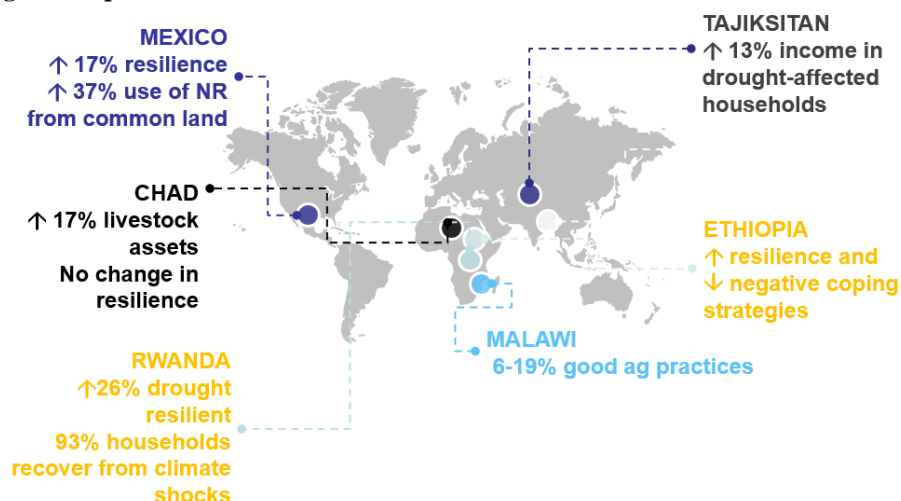 MEXICO
↑ 17% resilience
↑ 37% use of NR
from common land
TAJIKSITAN
↑ 13% income in
drought-affected
households
CHAD
↑ 17% livestock
assets
No change in
resilience
ETHIOPIA
↑ resilience and
↓ negative coping
strategies
MALAWI
6-19% good ag practices
RWANDA
↑26% drought
resilient
93% households
recover from climate
shocks